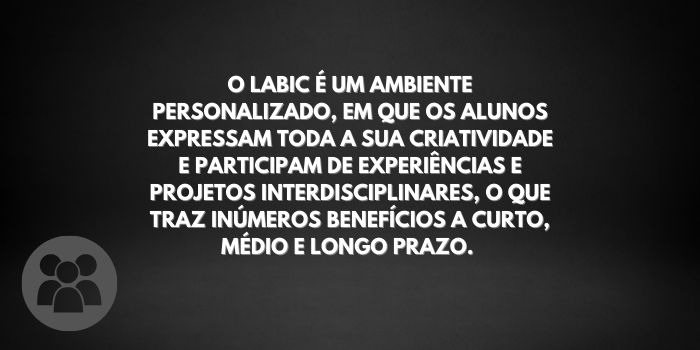 O LABIC É UM AMBIENTE
PERSONALIZADO, EM QUE OS ALUNOS
EXPRESSAM TODA A SUA CRIATIVIDADE
E PARTICIPAM DE EXPERIÊNCIAS E
PROJETOS INTERDISCIPLINARES, O QUE
TRAZ INÚMEROS BENEFÍCIOS A CURTO,
MÉDIO E LONGO PRAZO.